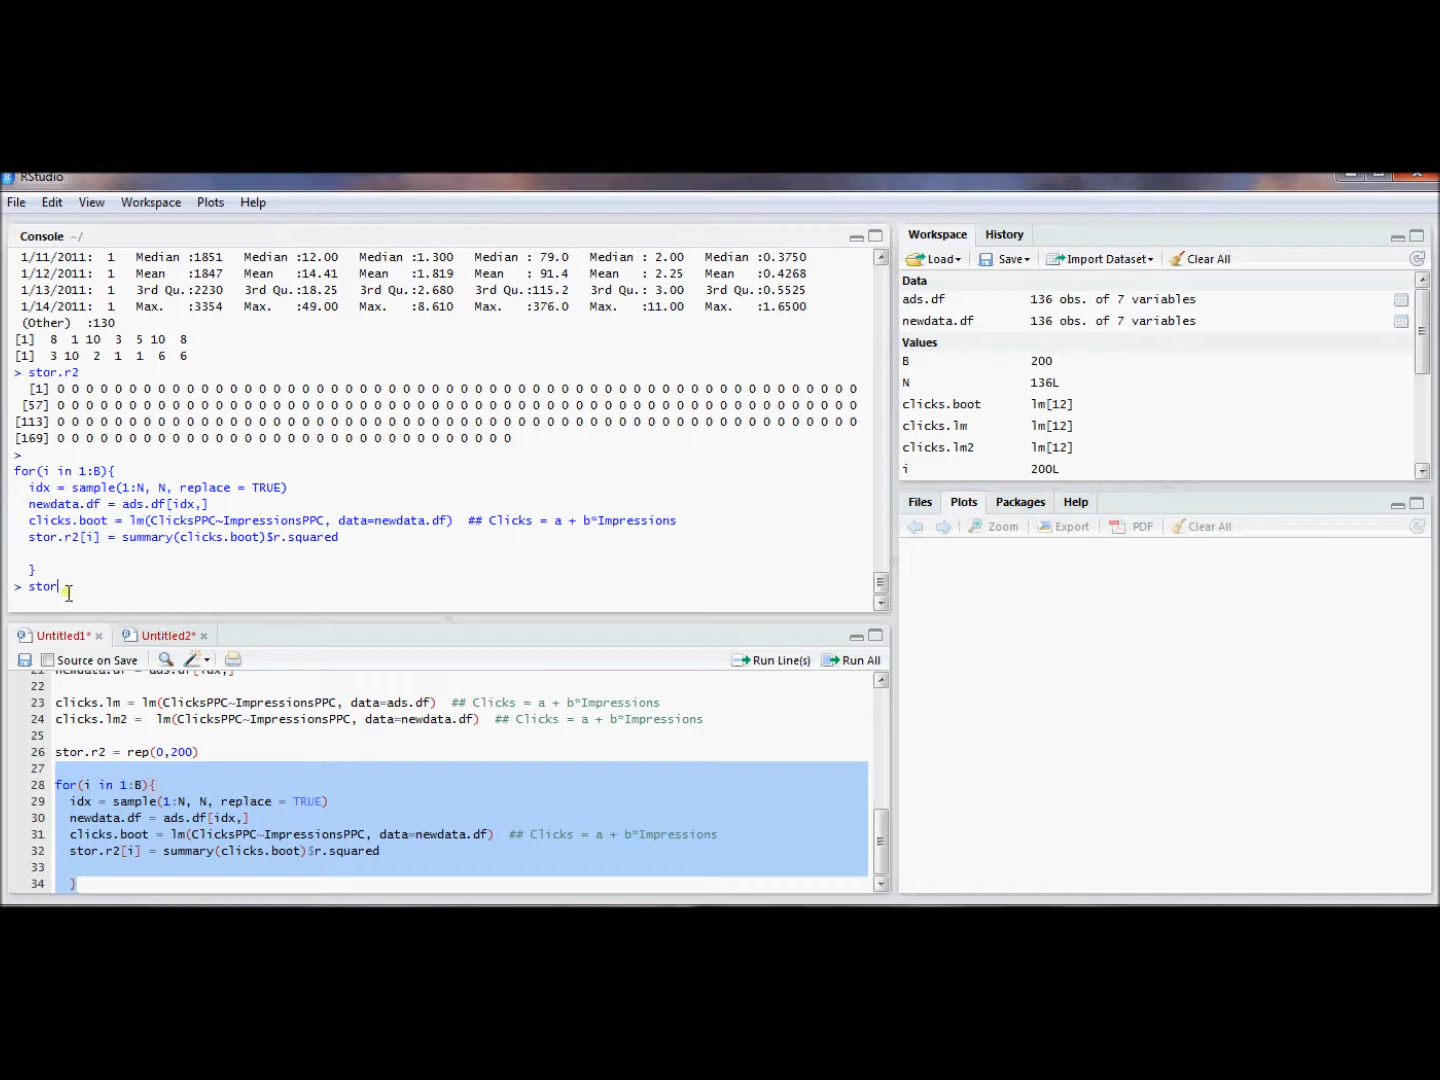 RStudio
File Edit View Workspace Plots Help
Console ~/
1/11/2011: 1 Median :1851 Median :12.00 Median :1.300 Median : 79.0 Median : 2.00 Median :0.3750
1/12/2011: 1 Mean :1847 Mean :14.41 Mean :1.819 Mean : 91.4 Mean : 2.25 Mean :0.4268
1/13/2011: 1 3rd Qu.:2230 3rd Qu.:18.25 3rd Qu.:2.680 3rd Qu.:115.2 3rd Qu.: 3.00 3rd Qu.:0.5525
1/14/2011: 1 Max. :3354 Max. :49.00 Max. :8.610 Max. :376.0 Max. :11.00 Max. :1.6500
(Other) :130
[1] 8 1 10 3 5 10 8
[1] 3 10 2 1 1 6 6
> stor.r2
[1] 0 0 0 0 0 0 0 0 0 0 0 0 0 0 0 0 0 0 0 0 0 0 0 0 0 0 0 0 0 0 0 0 0 0 0 0 0 0 0 0 0 0 0 0 0 0 0 0 0 0 0 0 0 0 0 0
[57] 0 0 0 0 0 0 0 0 0 0 0 0 0 0 0 0 0 0 0 0 0 0 0 0 0 0 0 0 0 0 0 0 0 0 0 0 0 0 0 0 0 0 0 0 0 0 0 0 0 0 0 0 0 0 0 0
[113] 0 0 0 0 0 0 0 0 0 0 0 0 0 0 0 0 0 0 0 0 0 0 0 0 0 0 0 0 0 0 0 0 0 0 0 0 0 0 0 0 0 0 0 0 0 0 0 0 0 0 0 0 0 0 0 0
[169] 0 0 0 0 0 0 0 0 0 0 0 0 0 0 0 0 0 0 0 0 0 0 0 0 0 0 0 0 0 0 0 0
>
for(i in 1:B){
idx = sample(1:N, N, replace = TRUE)
newdata.df = ads.df[idx,]
clicks.boot = lm(ClicksPPC~ImpressionsPPC, data=newdata.df) ## Clicks = a + b*Impressions
stor.r2[i] = summary(clicks.boot)$r.squared
}
> stor
Untitled1* Untitled2*
Source on Save Run Line(s) Run All
21 newdata.df = ads.df[idx,]
22
23 clicks.lm = lm(ClicksPPC~ImpressionsPPC, data=ads.df) ## Clicks = a + b*Impressions
24 clicks.lm2 = lm(ClicksPPC~ImpressionsPPC, data=newdata.df) ## Clicks = a + b*Impressions
25
26 stor.r2 = rep(0,200)
27
28 for(i in 1:B){
29 idx = sample(1:N, N, replace = TRUE)
30 newdata.df = ads.df[idx,]
31 clicks.boot = lm(ClicksPPC~ImpressionsPPC, data=newdata.df) ## Clicks = a + b*Impressions
32 stor.r2[i] = summary(clicks.boot)$r.squared
33
34 }
Workspace History
Load Save Import Dataset Clear All
Data
ads.df 136 obs. of 7 variables
newdata.df 136 obs. of 7 variables
Values
B 200
N 136L
clicks.boot lm[12]
clicks.lm lm[12]
clicks.lm2 lm[12]
i 200L
Files Plots Packages Help
Zoom Export PDF Clear All